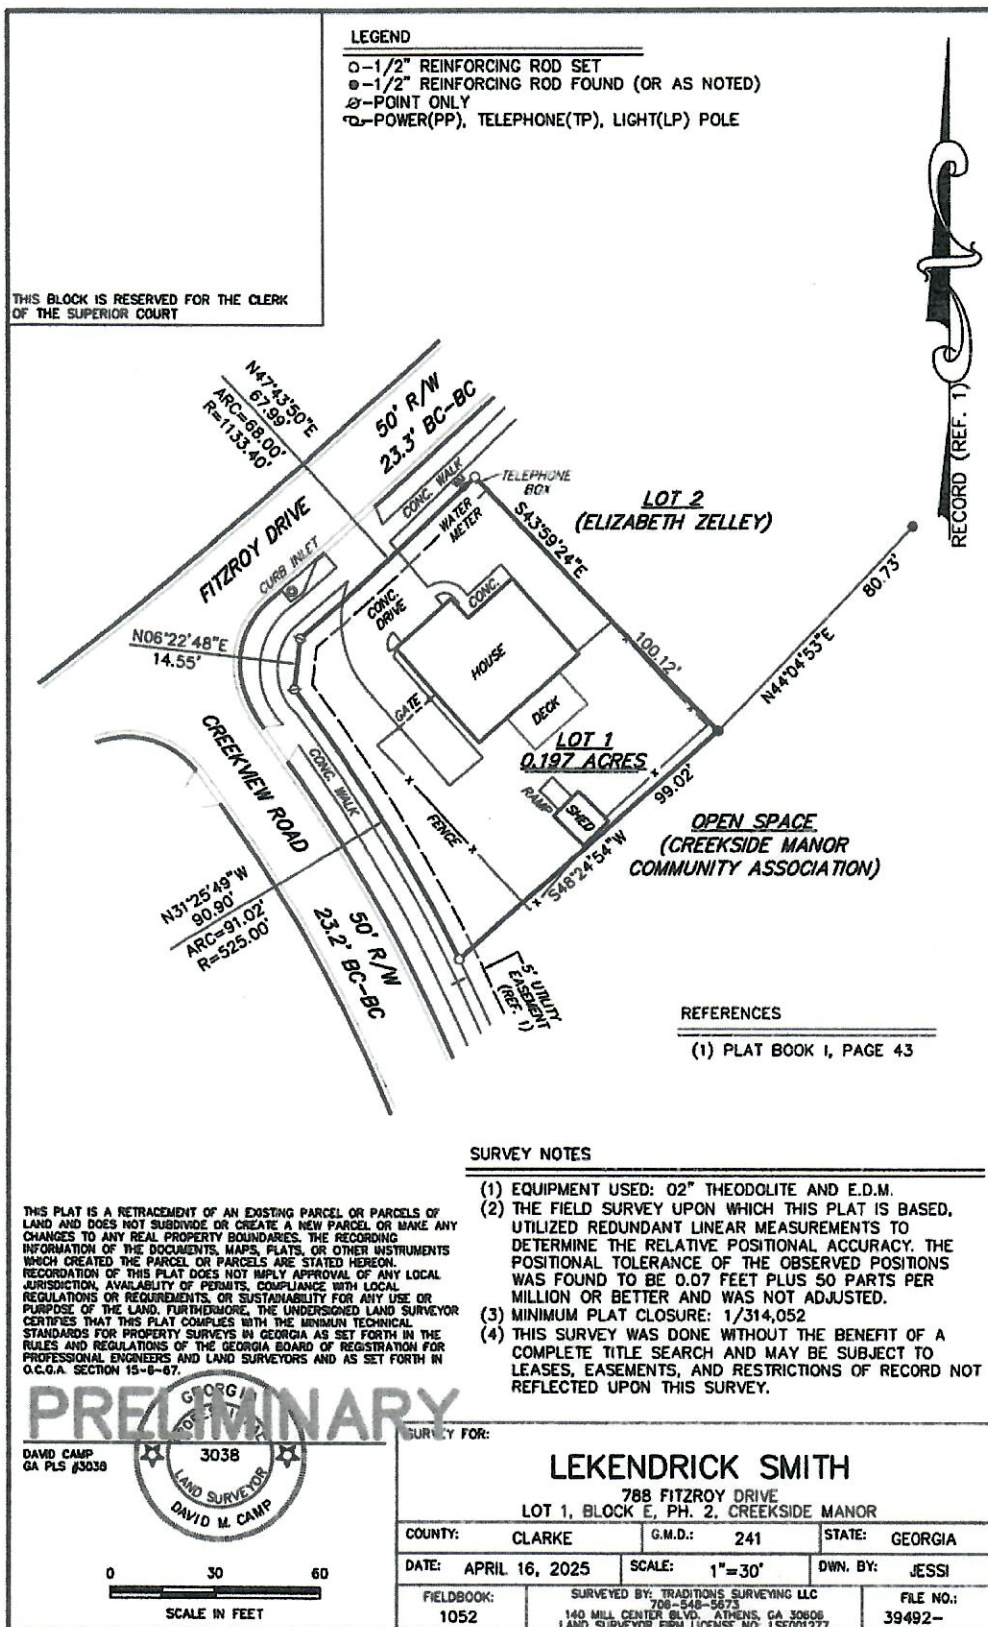 LEGEND
O-1/2" REINFORCING ROD SET
●-1/2" REINFORCING ROD FOUND (OR AS NOTED)
-POINT ONLY
-POWER(PP), TELEPHONE(TP), LIGHT(LP) POLE
THIS BLOCK IS RESERVED FOR THE CLERK
OF THE SUPERIOR COURT
RECORD (REF. 1)
N47°43'50"E
67.99'
ARC=68.00'
R=1133.40'
50' R/W
23.3' BC-BC
FITZROY DRIVE
CONC. WALK
TELEPHONE
BOX
WATER
METER
S43°59'24"E
LOT 2
(ELIZABETH ZELLEY)
80.73'
N44°04'53"E
CURB INLET
CONC.
DRIVE
CONC.
N06°22'48"E
14.55'
HOUSE
100.12'
GATE
DECK
LOT 1
0.197 ACRES
CREEKVIEW ROAD
CONC. WALK
RAMP
SHED
99.02'
FENCE
S48°24'54"W
OPEN SPACE
(CREEKSIDE MANOR
COMMUNITY ASSOCIATION)
N31°25'49"W
90.90'
ARC=91.02'
R=525.00'
50' R/W
23.2' BC-BC
5' UTILITY
EASEMENT
(REF. 1)
REFERENCES
(1) PLAT BOOK I, PAGE 43
SURVEY NOTES
(1) EQUIPMENT USED: 02" THEODOLITE AND E.D.M.
(2) THE FIELD SURVEY UPON WHICH THIS PLAT IS BASED,
UTILIZED REDUNDANT LINEAR MEASUREMENTS TO
DETERMINE THE RELATIVE POSITIONAL ACCURACY. THE
POSITIONAL TOLERANCE OF THE OBSERVED POSITIONS
WAS FOUND TO BE 0.07 FEET PLUS 50 PARTS PER
MILLION OR BETTER AND WAS NOT ADJUSTED.
(3) MINIMUM PLAT CLOSURE: 1/314,052
(4) THIS SURVEY WAS DONE WITHOUT THE BENEFIT OF A
COMPLETE TITLE SEARCH AND MAY BE SUBJECT TO
LEASES, EASEMENTS, AND RESTRICTIONS OF RECORD NOT
REFLECTED UPON THIS SURVEY.
THIS PLAT IS A RETRACEMENT OF AN EXISTING PARCEL OR PARCELS OF
LAND AND DOES NOT SUBDIVIDE OR CREATE A NEW PARCEL OR MAKE ANY
CHANGES TO ANY REAL PROPERTY BOUNDARIES. THE RECORDING
INFORMATION OF THE DOCUMENTS, MAPS, PLATS, OR OTHER INSTRUMENTS
WHICH CREATED THE PARCEL OR PARCELS ARE STATED HEREON.
RECORDATION OF THIS PLAT DOES NOT IMPLY APPROVAL OF ANY LOCAL
JURISDICTION, AVAILABLITY OF PERMITS, COMPLIANCE WITH LOCAL
REGULATIONS OR REQUIREMENTS, OR SUSTAINABILITY FOR ANY USE OR
PURPOSE OF THE LAND. FURTHERMORE, THE UNDERSIGNED LAND SURVEYOR
CERTIFIES THAT THIS PLAT COMPLIES WITH THE MINIMUN TECHNICAL
STANDARDS FOR PROPERTY SURVEYS IN GEORGIA AS SET FORTH IN THE
RULES AND REGULATIONS OF THE GEORGIA BOARD OF REGISTRATION FOR
PROFESSIONAL ENGINEERS AND LAND SURVEYORS AND AS SET FORTH IN
O.C.G.A. SECTION 15-6-67.
PRELIMINARY
DAVID CAMP
GA PLS #3038
GEORGIA
PROFESSIONAL
3038
LAND SURVEYOR
DAVID M. CAMP
0 30 60
SCALE IN FEET
SURVEY FOR:
LEKENDRICK SMITH
788 FITZROY DRIVE
LOT 1, BLOCK E, PH. 2, CREEKSIDE MANOR
COUNTY: CLARKE G.M.D.: 241 STATE: GEORGIA
DATE: APRIL 16, 2025 SCALE: 1"=30' DWN. BY: JESSI
FIELDBOOK: 1052
SURVEYED BY: TRADITIONS SURVEYING LLC
706-548-5673
140 MILL CENTER BLVD. ATHENS, GA 30606
LAND SURVEYOR FIRM LICENSE NO: LSF001277
FILE NO.:
39492-